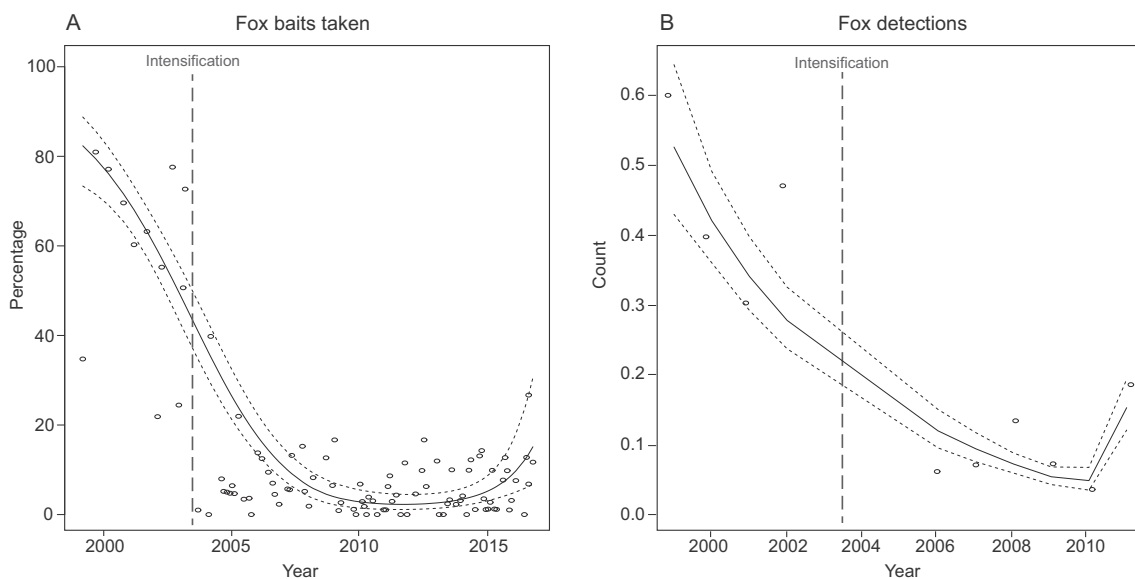 A Fox baits taken
Intensification
100
80
60
40
20
0
Percentage
2000 2005 2010 2015
Year
B Fox detections
Intensification
0.6
0.5
0.4
0.3
0.2
0.1
0.0
Count
2000 2002 2004 2006 2008 2010
Year